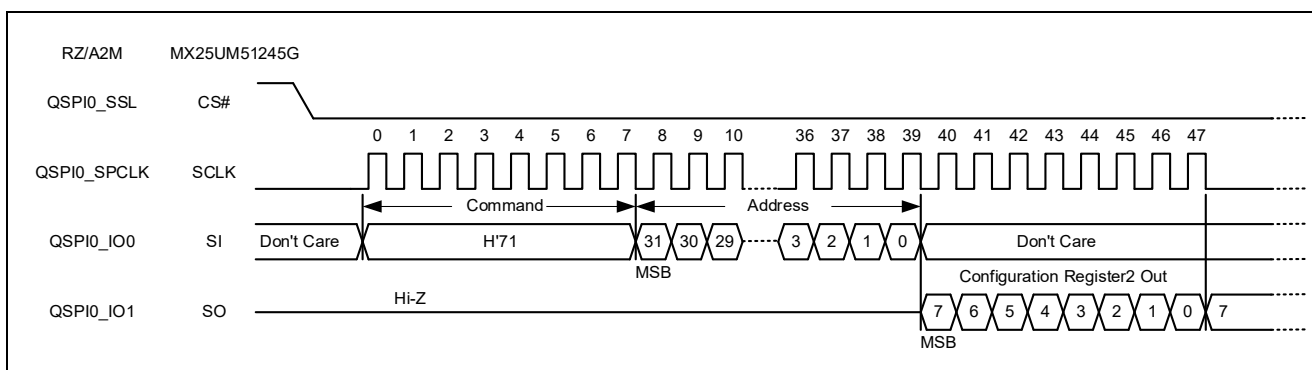 RZ/A2M MX25UM51245G
QSPI0_SSL CS#
0 1 2 3 4 5 6 7 8 9 10 36 37 38 39 40 41 42 43 44 45 46 47
QSPI0_SPCLK SCLK
Command Address
QSPI0_IO0 SI Don't Care H'71 31 30 29 3 2 1 0 Don't Care
MSB
Configuration Register2 Out
Hi-Z
QSPI0_IO1 SO 7 6 5 4 3 2 1 0 7
MSB